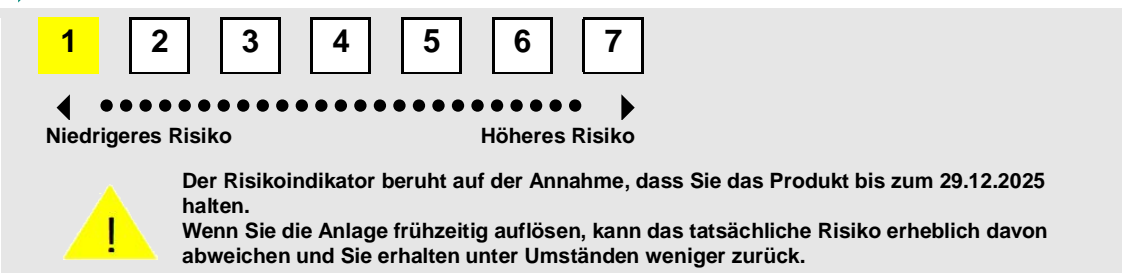 1 2 3 4 5 6 7
Niedrigeres Risiko Höheres Risiko
Der Risikoindikator beruht auf der Annahme, dass Sie das Produkt bis zum 29.12.2025
halten.
!
Wenn Sie die Anlage frühzeitig auflösen, kann das tatsächliche Risiko erheblich davon
abweichen und Sie erhalten unter Umständen weniger zurück.